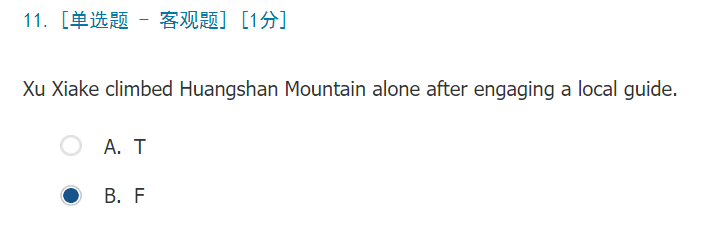 11. [单选题 - 客观题] [1分]
Xu Xiake climbed Huangshan Mountain alone after engaging a local guide.
A. T
B. F